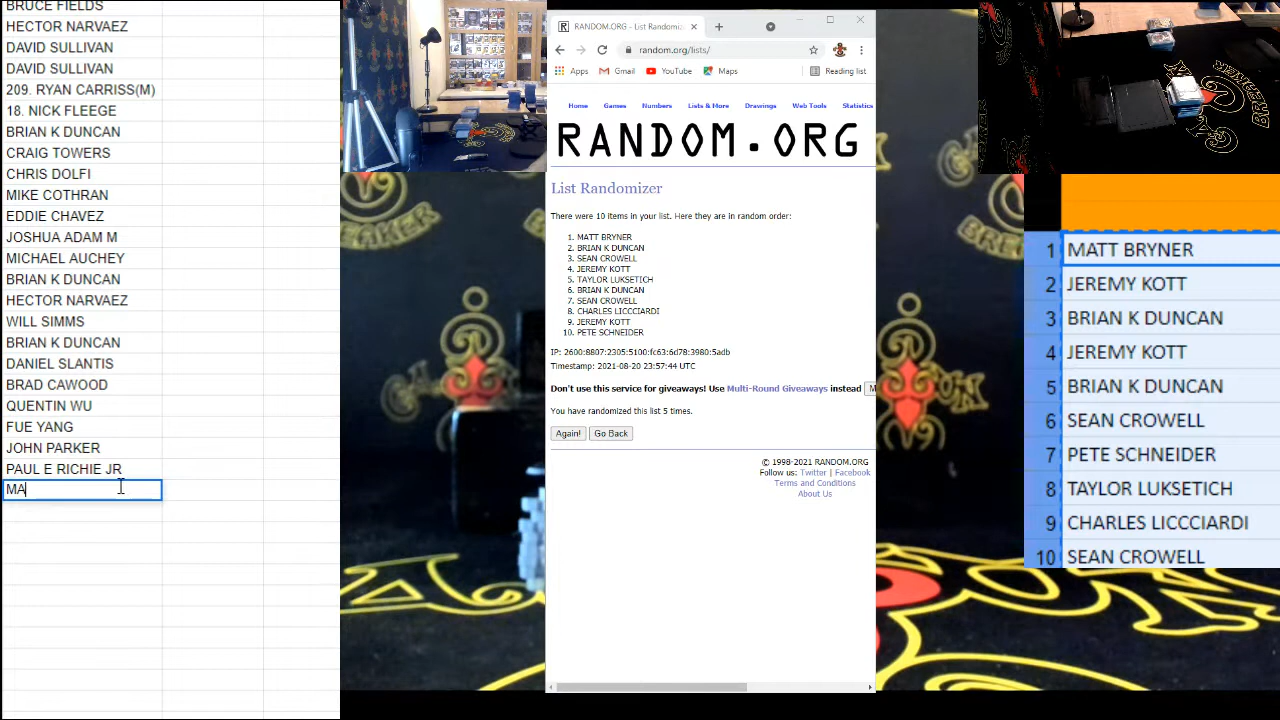 BRUCE FIELDS
HECTOR NARVAEZ
DAVID SULLIVAN
DAVID SULLIVAN
209. RYAN CARRISS(M)
18. NICK FLEEGE
BRIAN K DUNCAN
CRAIG TOWERS
CHRIS DOLFI
MIKE COTHRAN
EDDIE CHAVEZ
JOSHUA ADAM M
MICHAEL AUCHEY
BRIAN K DUNCAN
HECTOR NARVAEZ
WILL SIMMS
BRIAN K DUNCAN
DANIEL SLANTIS
BRAD CAWOOD
QUENTIN WU
FUE YANG
JOHN PARKER
PAUL E RICHIE JR
MA
RANDOM.ORG - List Randomiz
random.org/lists/
Apps Gmail YouTube Maps Reading list
Home Games Numbers Lists & More Drawings Web Tools Statistics
RANDOM.ORG
List Randomizer
There were 10 items in your list. Here they are in random order:
1. MATT BRYNER
2. BRIAN K DUNCAN
3. SEAN CROWELL
4. JEREMY KOTT
5. TAYLOR LUKSETICH
6. BRIAN K DUNCAN
7. SEAN CROWELL
8. CHARLES LICCCIARDI
9. JEREMY KOTT
10. PETE SCHNEIDER
IP: 2600:8807:2305:5100:fc63:6d78:3980:5adb
Timestamp: 2021-08-20 23:57:44 UTC
Don't use this service for giveaways! Use Multi-Round Giveaways instead M
You have randomized this list 5 times.
Again! Go Back
© 1998-2021 RANDOM.ORG
Follow us: Twitter | Facebook
Terms and Conditions
About Us
1 MATT BRYNER
2 JEREMY KOTT
3 BRIAN K DUNCAN
4 JEREMY KOTT
5 BRIAN K DUNCAN
6 SEAN CROWELL
7 PETE SCHNEIDER
8 TAYLOR LUKSETICH
9 CHARLES LICCCIARDI
10 SEAN CROWELL